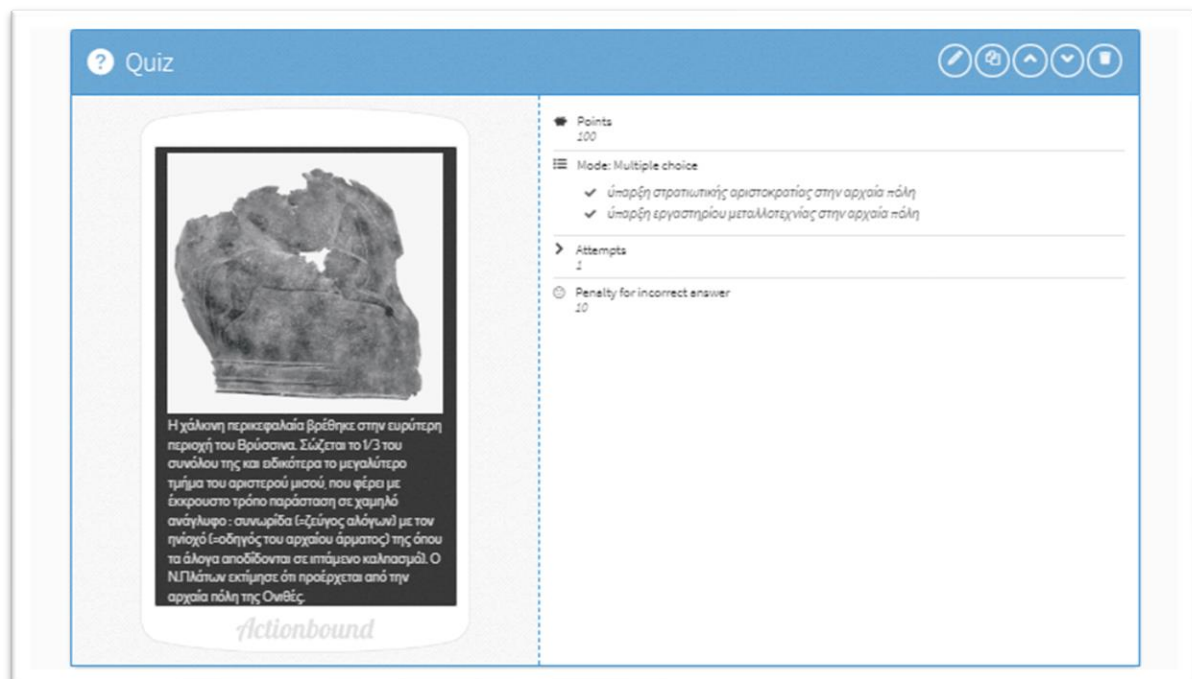 ? Quiz
Η χάλκινη περικεφαλαία βρέθηκε στην ευρύτερη
περιοχή του Βρύσσινα. Σώζεται το 1/3 του
συνόλου της και ειδικότερα το μεγαλύτερο
τμήμα του αριστερού μισού, που φέρει με
έκκρουστο τρόπο παράσταση σε χαμηλό
ανάγλυφο : συνωρίδα (=ζεύγος αλόγων) με τον
ηνίοχό (=οδηγός του αρχαίου άρματος) της όπου
τα άλογα αποδίδονται σε ιπτάμενο καλπασμό). Ο
Ν.Πλάτων εκτίμησε ότι προέρχεται από την
αρχαία πόλη της Ονιθές.
Actionbound
Points
100
Mode: Multiple choice
ύπαρξη στρατιωτικής αριστοκρατίας στην αρχαία πόλη
ύπαρξη εργαστηρίου μεταλλοτεχνίας στην αρχαία πόλη
Attempts
1
Penalty for incorrect answer
10